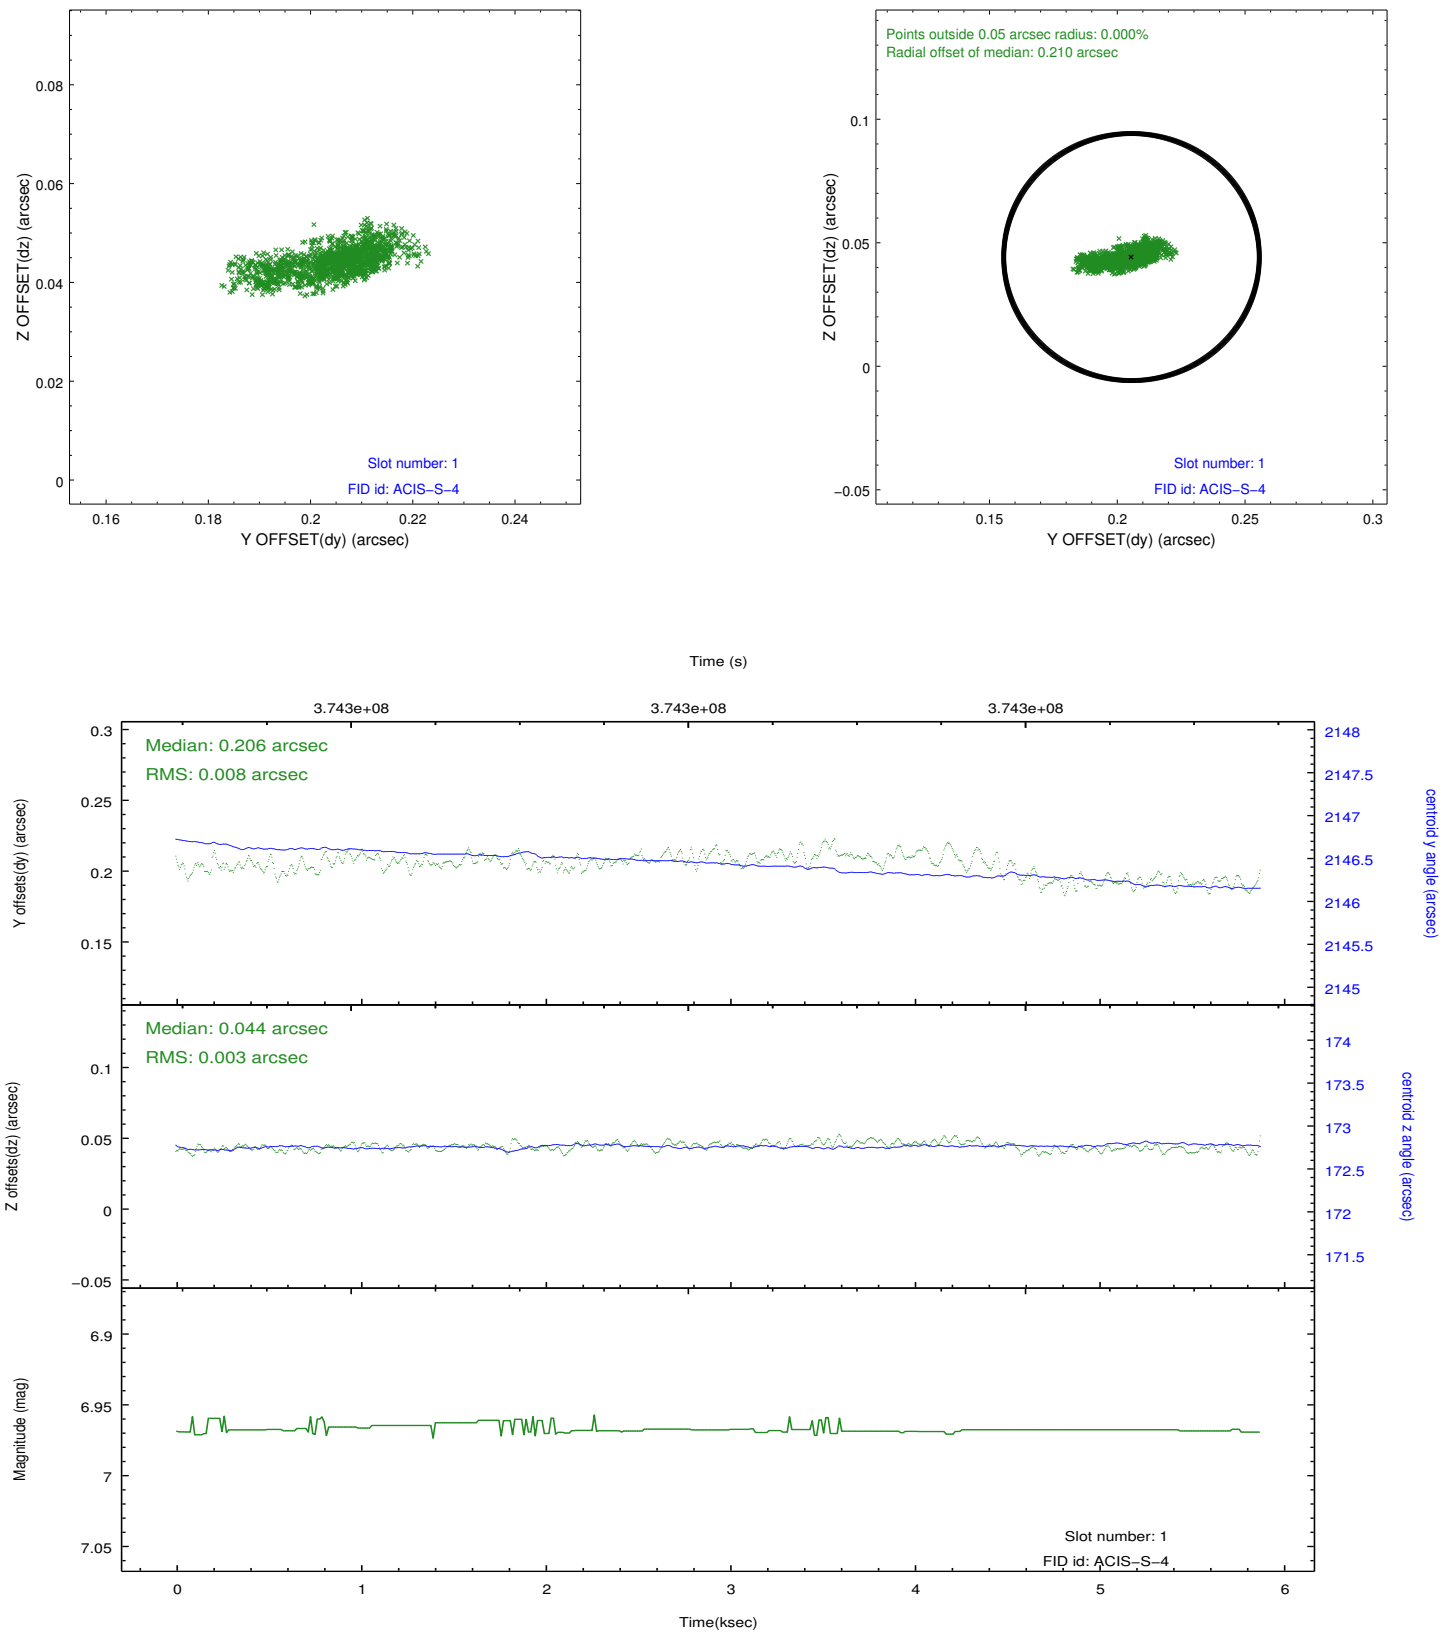 0.08
0.06
0.04
0.02
0
Z OFFSET(dz) (arcsec)
Slot number: 1
FID id: ACIS−S−4
0.16
0.18
0.2
0.22
0.24
Y OFFSET(dy) (arcsec)
Points outside 0.05 arcsec radius: 0.000%
Radial offset of median: 0.210 arcsec
0.1
0.05
0
−0.05
Z OFFSET(dz) (arcsec)
Slot number: 1
FID id: ACIS−S−4
0.15
0.2
0.25
0.3
Y OFFSET(dy) (arcsec)
Time (s)
3.743e+08
3.743e+08
3.743e+08
Median: 0.206 arcsec
RMS: 0.008 arcsec
0.3
0.25
0.2
0.15
Y offsets(dy) (arcsec)
2148
2147.5
2147
2146.5
2146
2145.5
2145
centroid y angle (arcsec)
Median: 0.044 arcsec
RMS: 0.003 arcsec
0.1
0.05
0
−0.05
Z offsets(dz) (arcsec)
174
173.5
173
172.5
172
171.5
centroid z angle (arcsec)
6.9
6.95
7
7.05
Magnitude (mag)
Slot number: 1
FID id: ACIS−S−4
0
1
2
3
4
5
6
Time(ksec)